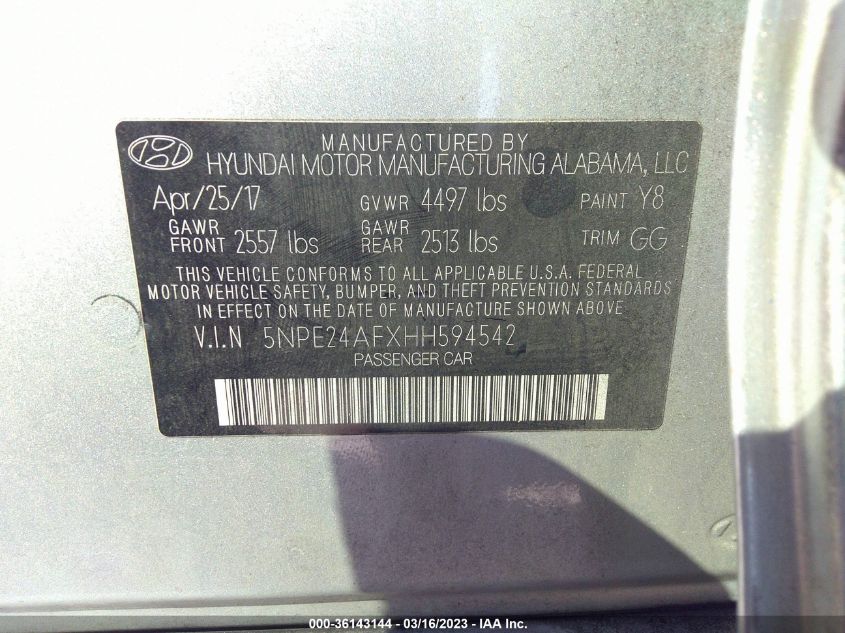 MANUFACTURED BY
HYUNDAI MOTOR MANUFACTURING ALABAMA, LLC
Apr/25/17 GVWR 4497 lbs PAINT Y8
GAWR FRONT 2557 lbs GAWR REAR 2513 lbs TRIM GG
THIS VEHICLE CONFORMS TO ALL APPLICABLE U.S.A. FEDERAL
MOTOR VEHICLE SAFETY, BUMPER, AND THEFT PREVENTION STANDARDS
IN EFFECT ON THE DATE OF MANUFACTURE SHOWN ABOVE
V.I.N 5NPE24AFXHH594542
PASSENGER CAR
000-36143144 — 03/16/2023 — IAA Inc.